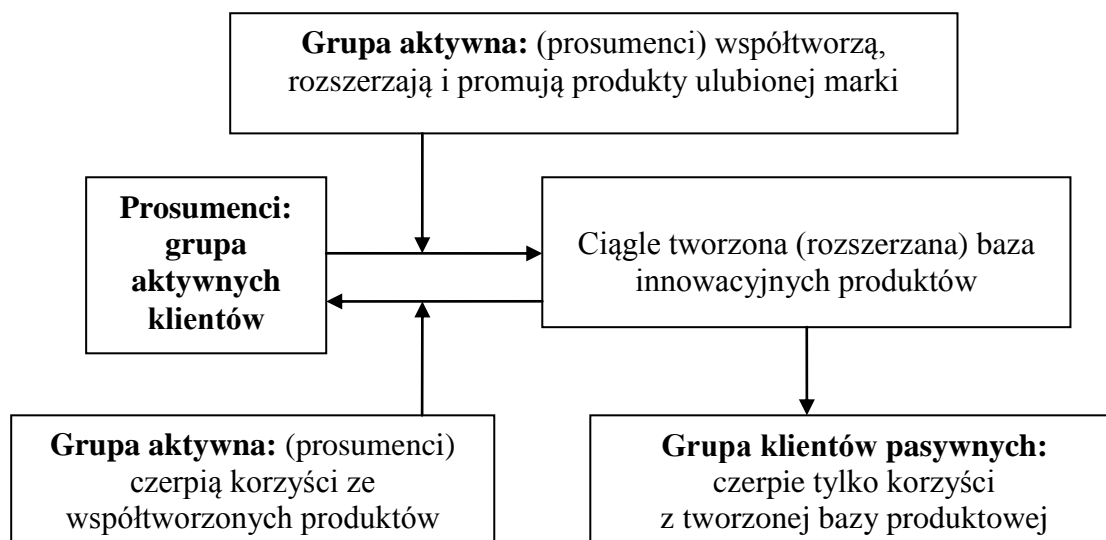 Grupa aktywna: (prosumenci) współtworzą,
rozszerzają i promują produkty ulubionej marki
Prosumenci:
grupa
aktywnych
klientów
Ciągle tworzona (rozszerzana) baza
innowacyjnych produktów
Grupa aktywna: (prosumenci)
czerpią korzyści ze
współtworzonych produktów
Grupa klientów pasywnych:
czerpie tylko korzyści
z tworzonej bazy produktowej